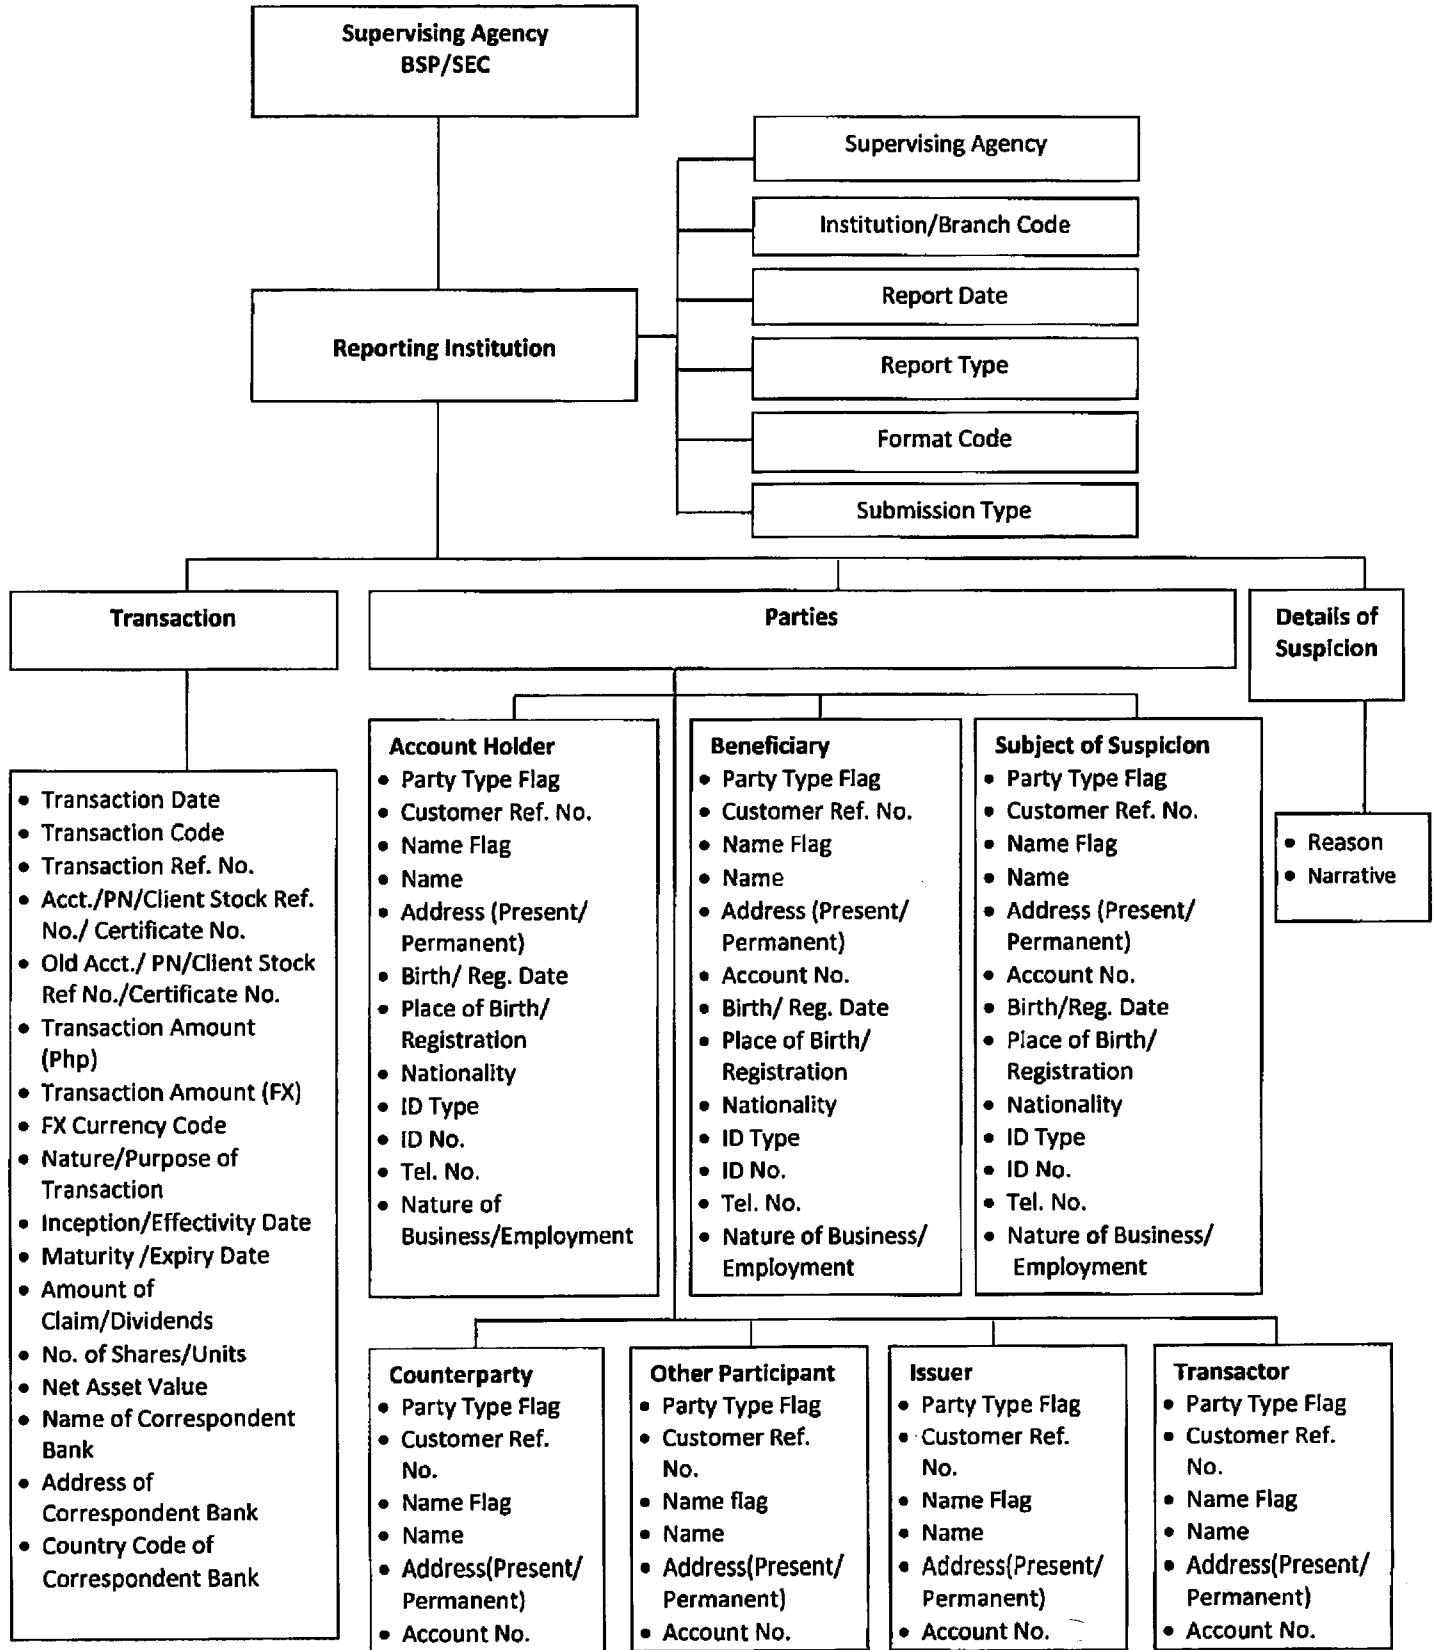 Supervising Agency
BSP/SEC
Supervising Agency
Institution/Branch Code
Report Date
Reporting Institution
Report Type
Format Code
Submission Type
Transaction
Parties
Details of
Suspicion
• Transaction Date
• Transaction Code
• Transaction Ref. No.
• Acct./PN/Client Stock Ref.
No./ Certificate No.
• Old Acct./ PN/Client Stock
Ref No./Certificate No.
• Transaction Amount
(Php)
• Transaction Amount (FX)
• FX Currency Code
• Nature/Purpose of
Transaction
• Inception/Effectivity Date
• Maturity /Expiry Date
• Amount of
Claim/Dividends
• No. of Shares/Units
• Net Asset Value
• Name of Correspondent
Bank
• Address of
Correspondent Bank
• Country Code of
Correspondent Bank
Account Holder
• Party Type Flag
• Customer Ref. No.
• Name Flag
• Name
• Address (Present/
Permanent)
• Birth/ Reg. Date
• Place of Birth/
Registration
• Nationality
• ID Type
• ID No.
• Tel. No.
• Nature of
Business/Employment
Beneficiary
• Party Type Flag
• Customer Ref. No.
• Name Flag
• Name
• Address (Present/
Permanent)
• Account No.
• Birth/ Reg. Date
• Place of Birth/
Registration
• Nationality
• ID Type
• ID No.
• Tel. No.
• Nature of Business/
Employment
Subject of Suspicion
• Party Type Flag
• Customer Ref. No.
• Name Flag
• Name
• Address (Present/
Permanent)
• Account No.
• Birth/Reg. Date
• Place of Birth/
Registration
• Nationality
• ID Type
• ID No.
• Tel. No.
• Nature of Business/
Employment
• Reason
• Narrative
Counterparty
• Party Type Flag
• Customer Ref.
No.
• Name Flag
• Name
• Address(Present/
Permanent)
• Account No.
Other Participant
• Party Type Flag
• Customer Ref.
No.
• Name flag
• Name
• Address(Present/
Permanent)
• Account No.
Issuer
• Party Type Flag
• Customer Ref.
No.
• Name Flag
• Name
• Address(Present/
Permanent)
• Account No.
Transactor
• Party Type Flag
• Customer Ref.
No.
• Name Flag
• Name
• Address(Present/
Permanent)
• Account No.